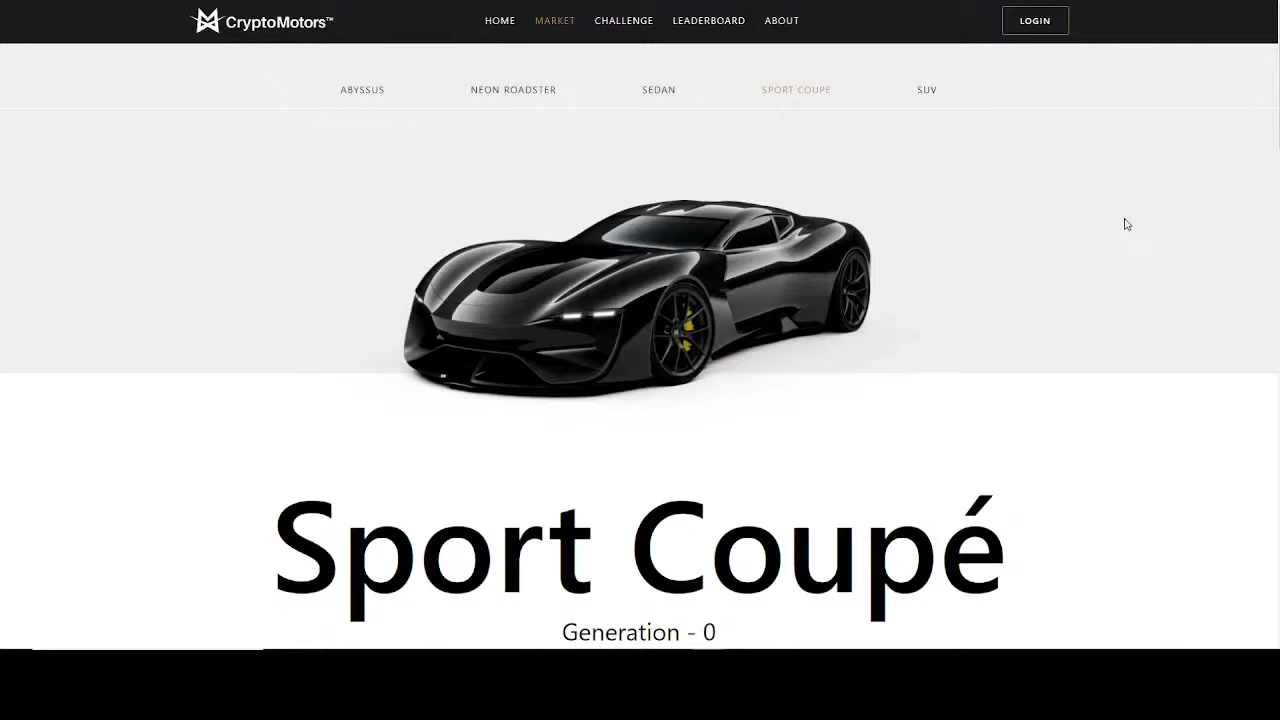 CryptoMotors™
HOME MARKET CHALLENGE LEADERBOARD ABOUT
LOGIN
ABYSSUS NEON ROADSTER SEDAN SPORT COUPE SUV
Sport Coupé
Generation - 0